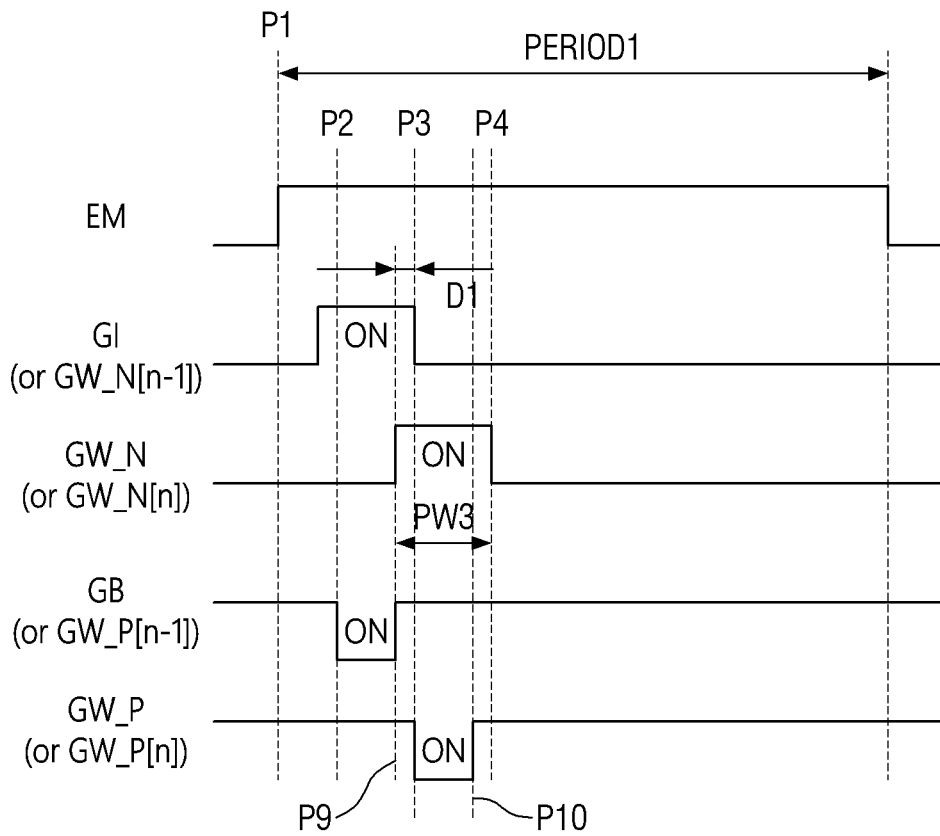 P1
PERIOD1
P2
P3
P4
EM
D1
GI
(or GW_N[n-1])
ON
GW_N
(or GW_N[n])
ON
PW3
GB
(or GW_P[n-1])
ON
GW_P
(or GW_P[n])
ON
P9
P10